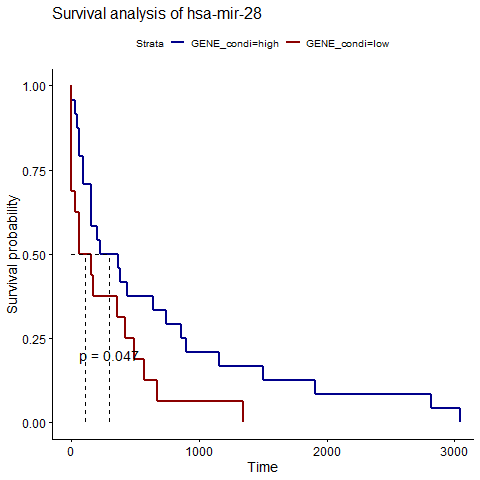 Survival analysis of hsa-mir-28
Strata GENE_condi=high GENE_condi=low
Survival probability
1.00
0.75
0.50
0.25
0.00
p = 0.047
0 1000 2000 3000
Time